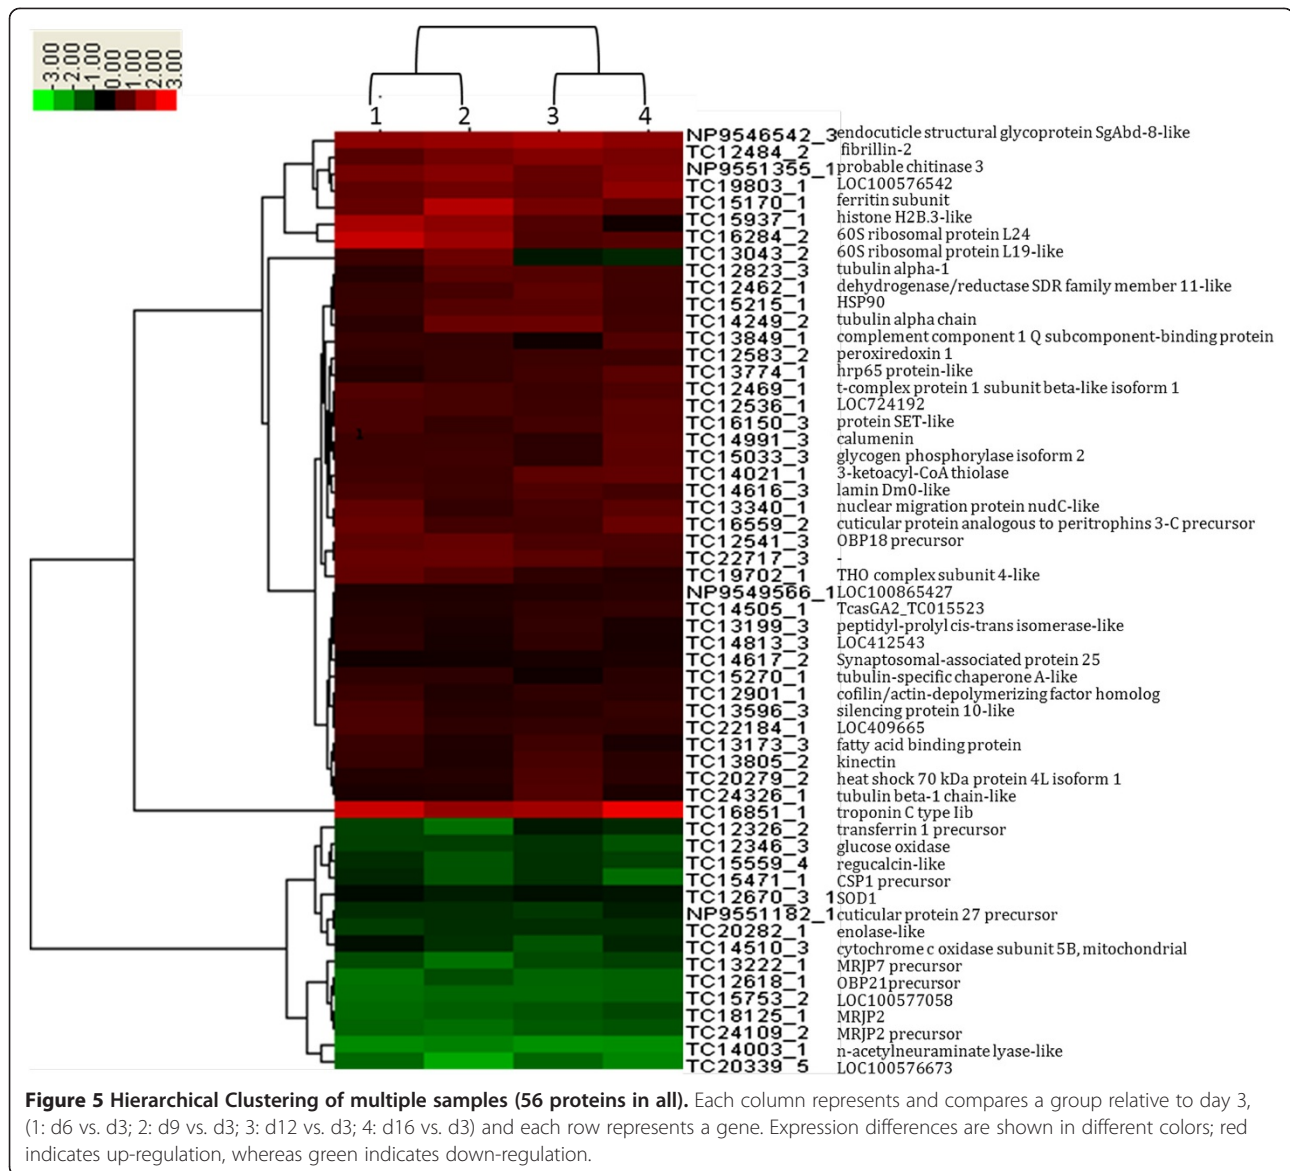 -3.00
-2.00
-1.00
0.00
1.00
2.00
3.00
1 2 3 4
NP9546542_3 endocuticle structural glycoprotein SgAbd-8-like
TC12484_2 fibrillin-2
NP9551355_1 probable chitinase 3
TC19803_1 LOC100576542
TC15170_1 ferritin subunit
TC15937_1 histone H2B.3-like
TC16284_2 60S ribosomal protein L24
TC13043_2 60S ribosomal protein L19-like
TC12823_3 tubulin alpha-1
TC12462_1 dehydrogenase/reductase SDR family member 11-like
TC15215_1 HSP90
TC14249_2 tubulin alpha chain
TC13849_1 complement component 1 Q subcomponent-binding protein
TC12583_2 peroxiredoxin 1
TC13774_1 hrp65 protein-like
TC12469_1 t-complex protein 1 subunit beta-like isoform 1
TC12536_1 LOC724192
TC16150_3 protein SET-like
1
TC14991_3 calumenin
TC15033_3 glycogen phosphorylase isoform 2
TC14021_1 3-ketoacyl-CoA thiolase
TC14616_3 lamin Dm0-like
TC13340_1 nuclear migration protein nudC-like
TC16559_2 cuticular protein analogous to peritrophins 3-C precursor
TC12541_3 OBP18 precursor
TC22717_3 -
TC19702_1 THO complex subunit 4-like
NP9549566_1 LOC100865427
TC14505_1 TcasGA2_TC015523
TC13199_3 peptidyl-prolyl cis-trans isomerase-like
TC14813_3 LOC412543
TC14617_2 Synaptosomal-associated protein 25
TC15270_1 tubulin-specific chaperone A-like
TC12901_1 cofilin/actin-depolymerizing factor homolog
TC13596_3 silencing protein 10-like
TC22184_1 LOC409665
TC13173_3 fatty acid binding protein
TC13805_2 kinectin
TC20279_2 heat shock 70 kDa protein 4L isoform 1
TC24326_1 tubulin beta-1 chain-like
TC16851_1 troponin C type Iib
TC12326_2 transferrin 1 precursor
TC12346_3 glucose oxidase
TC15559_4 regucalcin-like
TC15471_1 CSP1 precursor
TC12670_3 1 SOD1
NP9551182_1 cuticular protein 27 precursor
TC20282_1 enolase-like
TC14510_3 cytochrome c oxidase subunit 5B, mitochondrial
TC13222_1 MRJP7 precursor
TC12618_1 OBP21precursor
TC15753_2 LOC100577058
TC18125_1 MRJP2
TC24109_2 MRJP2 precursor
TC14003_1 n-acetylneuraminate lyase-like
TC20339_5 LOC100576673
Figure 5 Hierarchical Clustering of multiple samples (56 proteins in all). Each column represents and compares a group relative to day 3,
(1: d6 vs. d3; 2: d9 vs. d3; 3: d12 vs. d3; 4: d16 vs. d3) and each row represents a gene. Expression differences are shown in different colors; red
indicates up-regulation, whereas green indicates down-regulation.